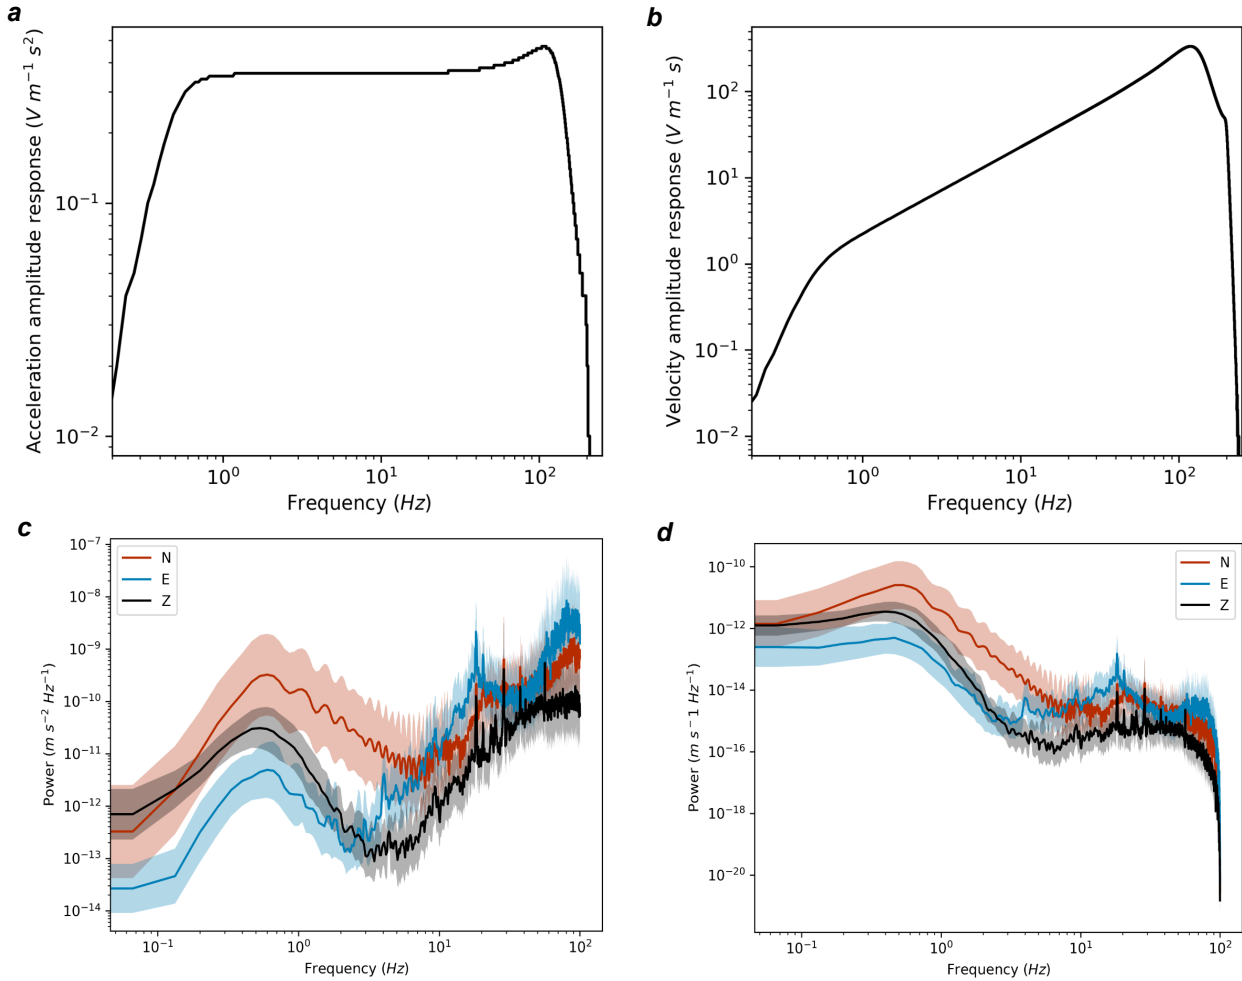 a
Acceleration amplitude response (V m⁻¹ s²)
10⁻¹
10⁻²
10⁰
10¹
10²
Frequency (Hz)
b
Velocity amplitude response (V m⁻¹ s)
10²
10¹
10⁰
10⁻¹
10⁻²
10⁰
10¹
10²
Frequency (Hz)
c
Power (m s⁻² Hz⁻¹)
10⁻⁷
10⁻⁸
10⁻⁹
10⁻¹⁰
10⁻¹¹
10⁻¹²
10⁻¹³
10⁻¹⁴
N
E
Z
10⁻¹
10⁰
10¹
10²
Frequency (Hz)
d
Power (m s⁻¹ Hz⁻¹)
10⁻¹⁰
10⁻¹²
10⁻¹⁴
10⁻¹⁶
10⁻¹⁸
10⁻²⁰
N
E
Z
10⁻¹
10⁰
10¹
10²
Frequency (Hz)